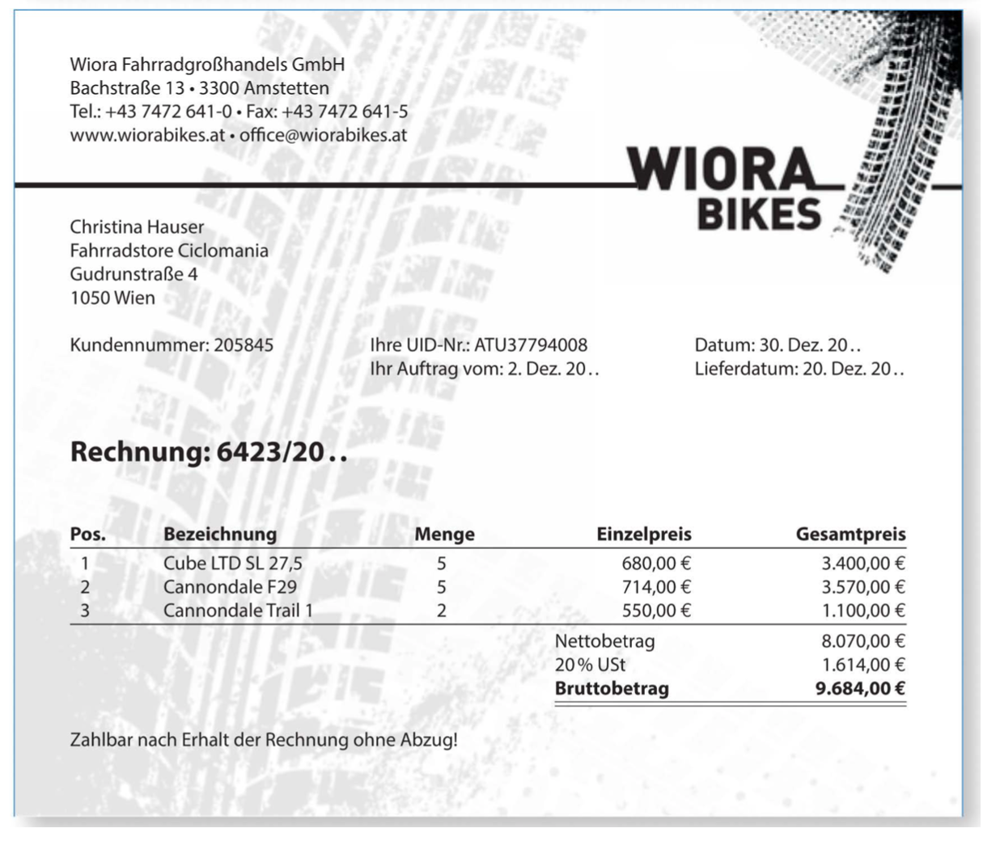 Wiora Fahrradgroßhandels GmbH
Bachstraße 13 • 3300 Amstetten
Tel.: +43 7472 641-0 • Fax: +43 7472 641-5
www.wiorabikes.at • office@wiorabikes.at
WIORA
BIKES
Christina Hauser
Fahrradstore Ciclomania
Gudrunstraße 4
1050 Wien
Kundennummer: 205845 Ihre UID-Nr.: ATU37794008 Datum: 30. Dez. 20..
Ihr Auftrag vom: 2. Dez. 20.. Lieferdatum: 20. Dez. 20..
Rechnung: 6423/20..
Pos. Bezeichnung Menge Einzelpreis Gesamtpreis
1 Cube LTD SL 27,5 5 680,00 € 3.400,00 €
2 Cannondale F29 5 714,00 € 3.570,00 €
3 Cannondale Trail 1 2 550,00 € 1.100,00 €
Nettobetrag 8.070,00 €
20 % USt 1.614,00 €
Bruttobetrag 9.684,00 €
Zahlbar nach Erhalt der Rechnung ohne Abzug!